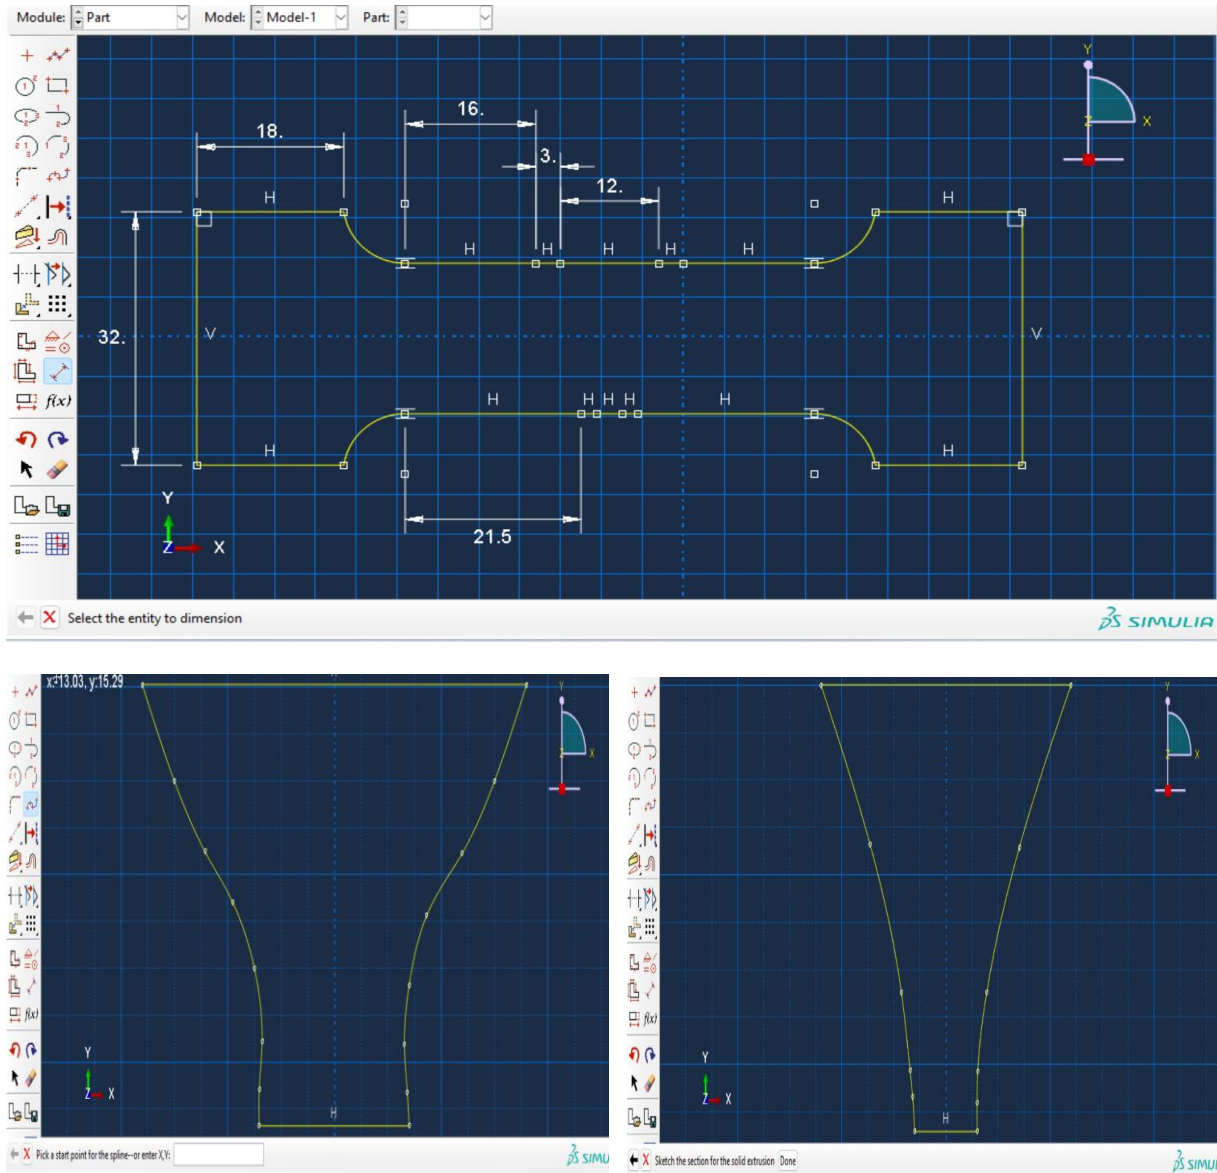 Module: Part Model: Model-1 Part:
Y
X
Z
16.
18.
3.
12.
H H
H H H H H
32.
V V
H H H H H
H H
Y
21.5
Z X
f(x)
Select the entity to dimension
SIMULIA
x:-13.03, y:15.29
Y
X
Z
f(x)
Y
Z X
H
Pick a start point for the spline--or enter X,Y:
SIMU
Y
X
Z
f(x)
Y
Z X
H
Sketch the section for the solid extrusion Done
SIMUL